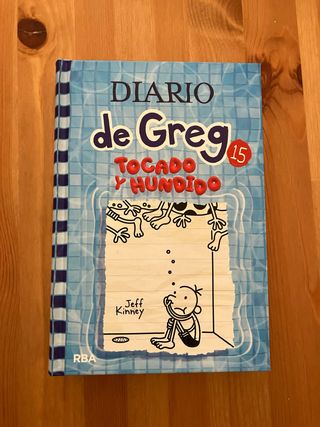 DIARIO
de Greg 15
TOCADO
Y HUNDIDO
Jeff
Kinney
RBA